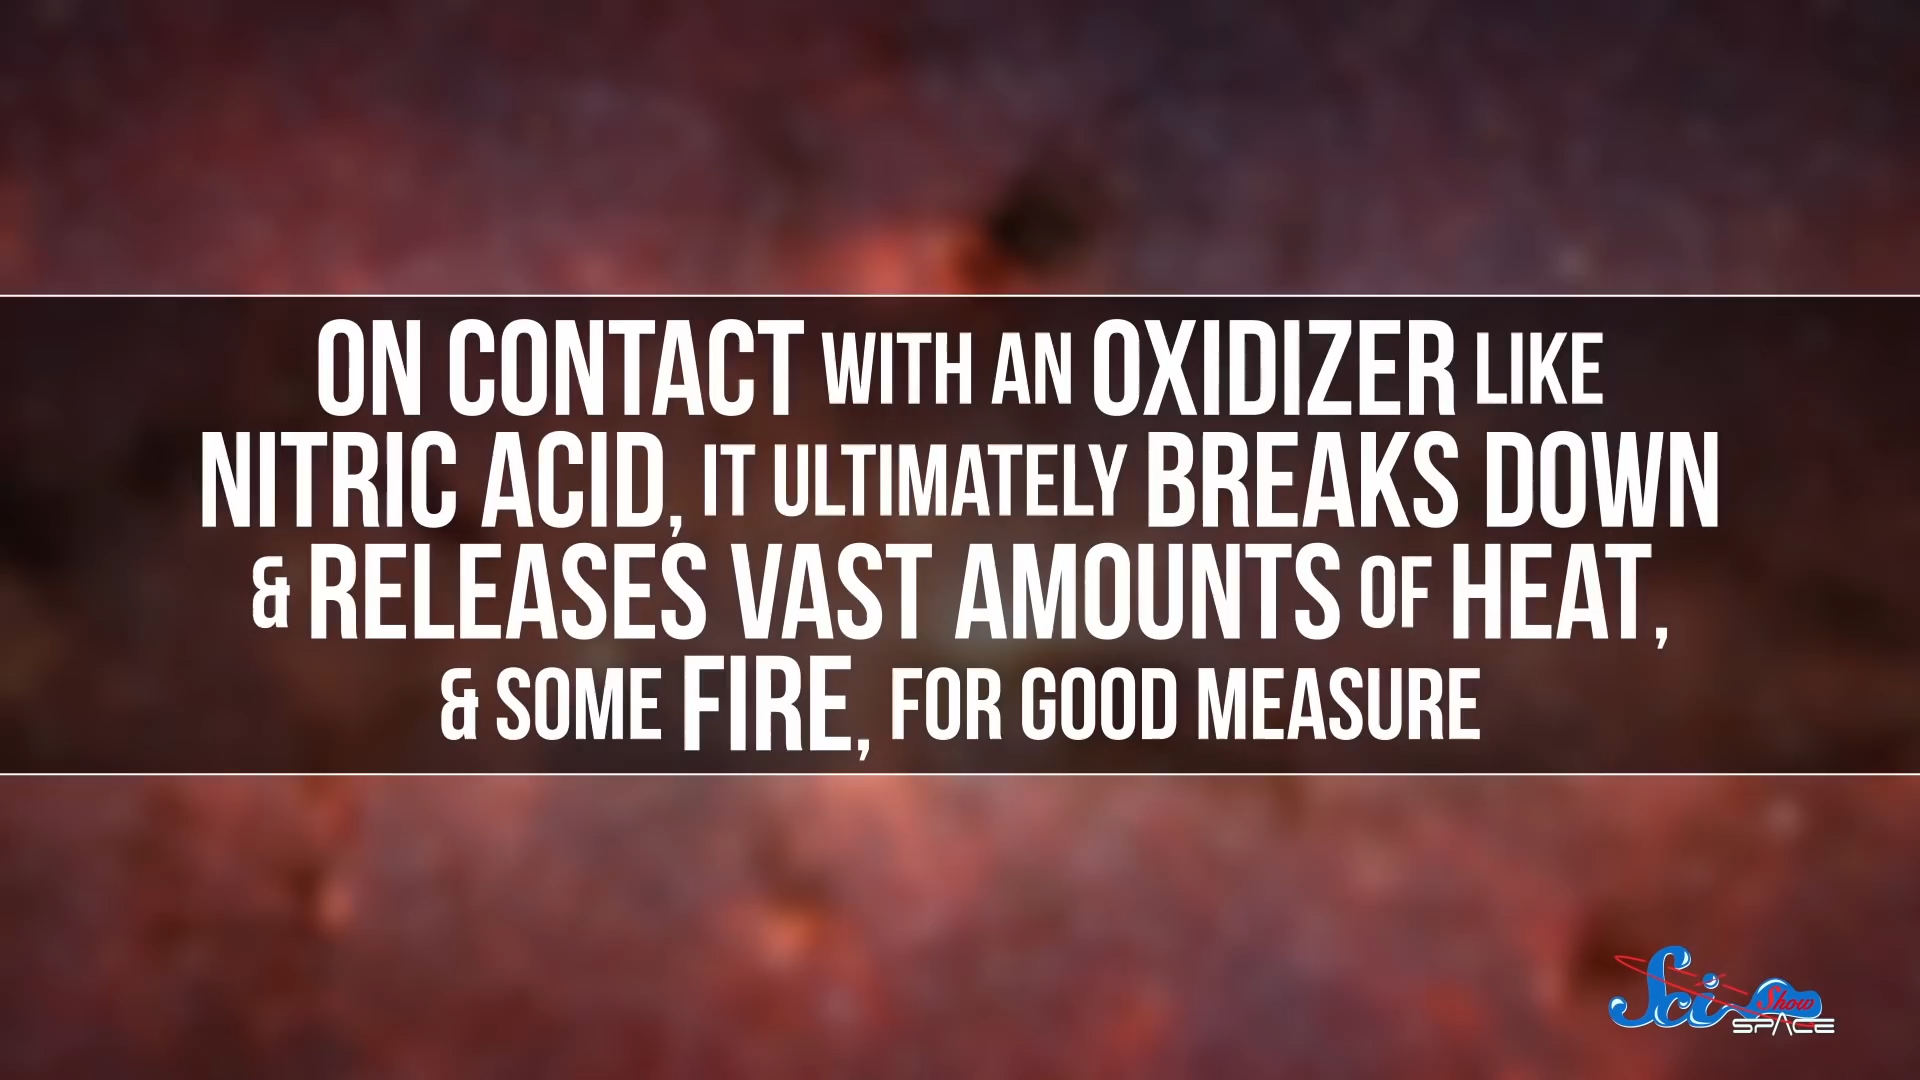 ON CONTACT WITH AN OXIDIZER LIKE
NITRIC ACID, IT ULTIMATELY BREAKS DOWN
& RELEASES VAST AMOUNTS OF HEAT,
& SOME FIRE, FOR GOOD MEASURE
Sci Show
SPACE